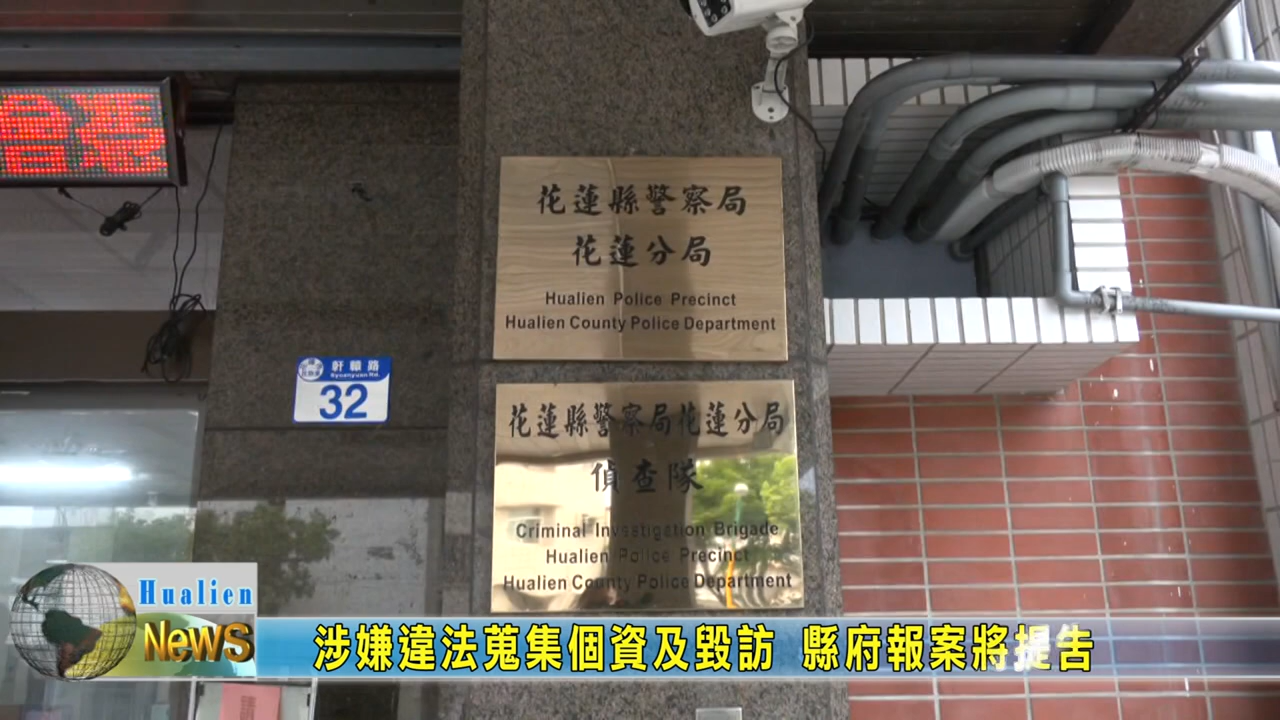 花蓮縣警察局
花蓮分局
Hualien Police Precinct
Hualien County Police Department
軒轅路
Syuanyuan Rd.
32
花蓮縣警察局花蓮分局
偵查隊
Criminal Investigation Brigade
Hualien Police Precinct
Hualien County Police Department
Hualien
News
涉嫌違法蒐集個資及毀訪 縣府報案將提告